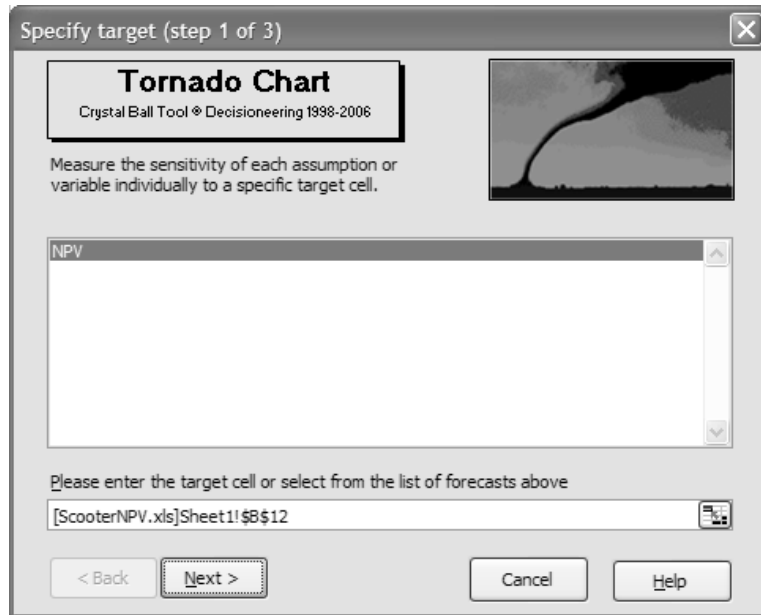 Specify target (step 1 of 3)
Tornado Chart
Crystal Ball Tool ® Decisioneering 1998-2006
Measure the sensitivity of each assumption or
variable individually to a specific target cell.
NPV
Please enter the target cell or select from the list of forecasts above
[ScooterNPV.xls]Sheet1!$B$12
< Back
Next >
Cancel
Help